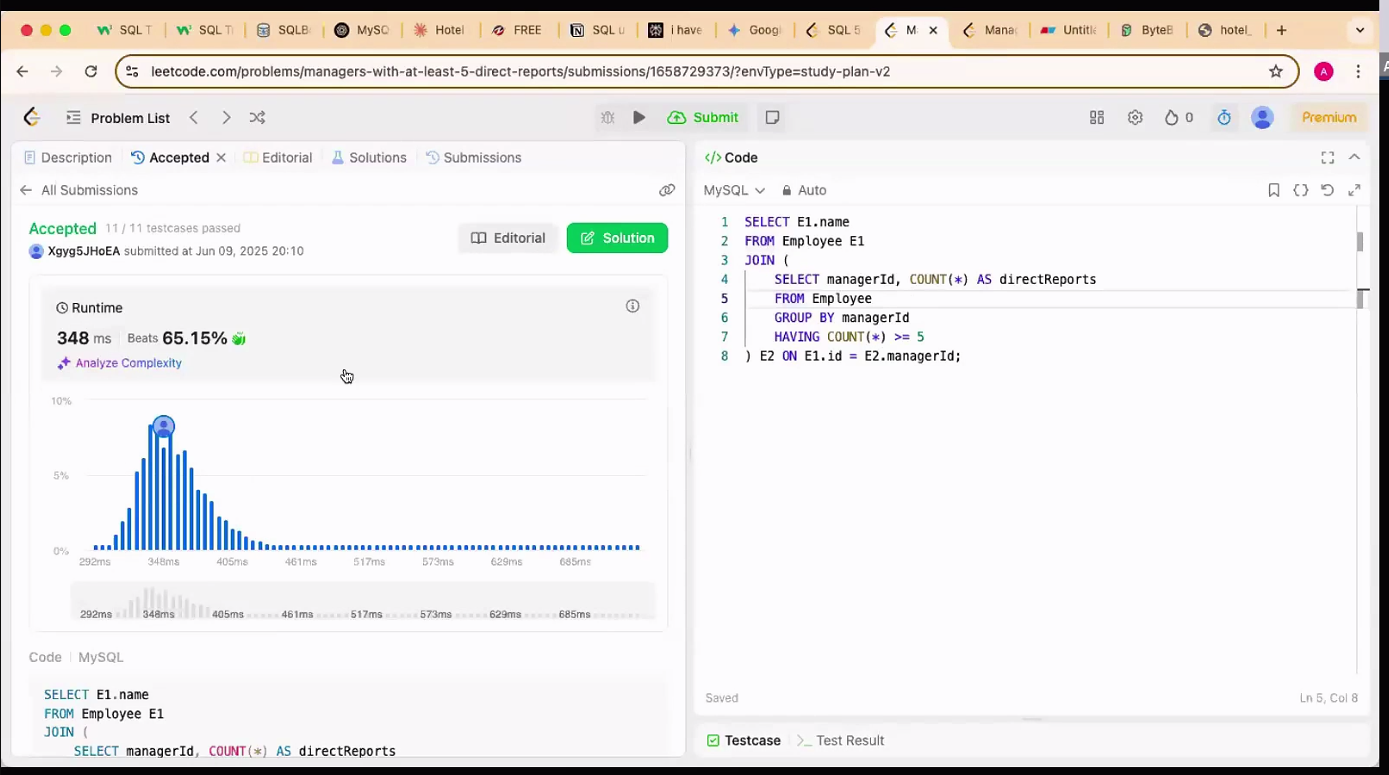 SQL T
SQL T
SQLB
MySQ
Hotel
FREE
SQL u
i have
Googl
SQL 5
M
Mana
Untitl
ByteB
hotel_
leetcode.com/problems/managers-with-at-least-5-direct-reports/submissions/1658729373/?envType=study-plan-v2
A
Problem List
Submit
0
Premium
Description
Accepted
Editorial
Solutions
Submissions
All Submissions
Accepted 11 / 11 testcases passed
Xgyg5JHoEA submitted at Jun 09, 2025 20:10
Editorial
Solution
Runtime
348 ms Beats 65.15%
Analyze Complexity
10%
5%
0%
292ms 348ms 405ms 461ms 517ms 573ms 629ms 685ms
292ms 348ms 405ms 461ms 517ms 573ms 629ms 685ms
Code MySQL
SELECT E1.name
FROM Employee E1
JOIN (
SELECT managerId, COUNT(*) AS directReports
</> Code
MySQL Auto
1 SELECT E1.name
2 FROM Employee E1
3 JOIN (
4 SELECT managerId, COUNT(*) AS directReports
5 FROM Employee
6 GROUP BY managerId
7 HAVING COUNT(*) >= 5
8 ) E2 ON E1.id = E2.managerId;
Saved
Ln 5, Col 8
Testcase
>_ Test Result